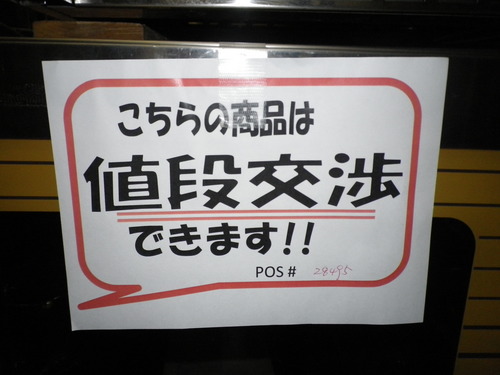 こちらの商品は
値段交渉
できます!!
POS# 28495